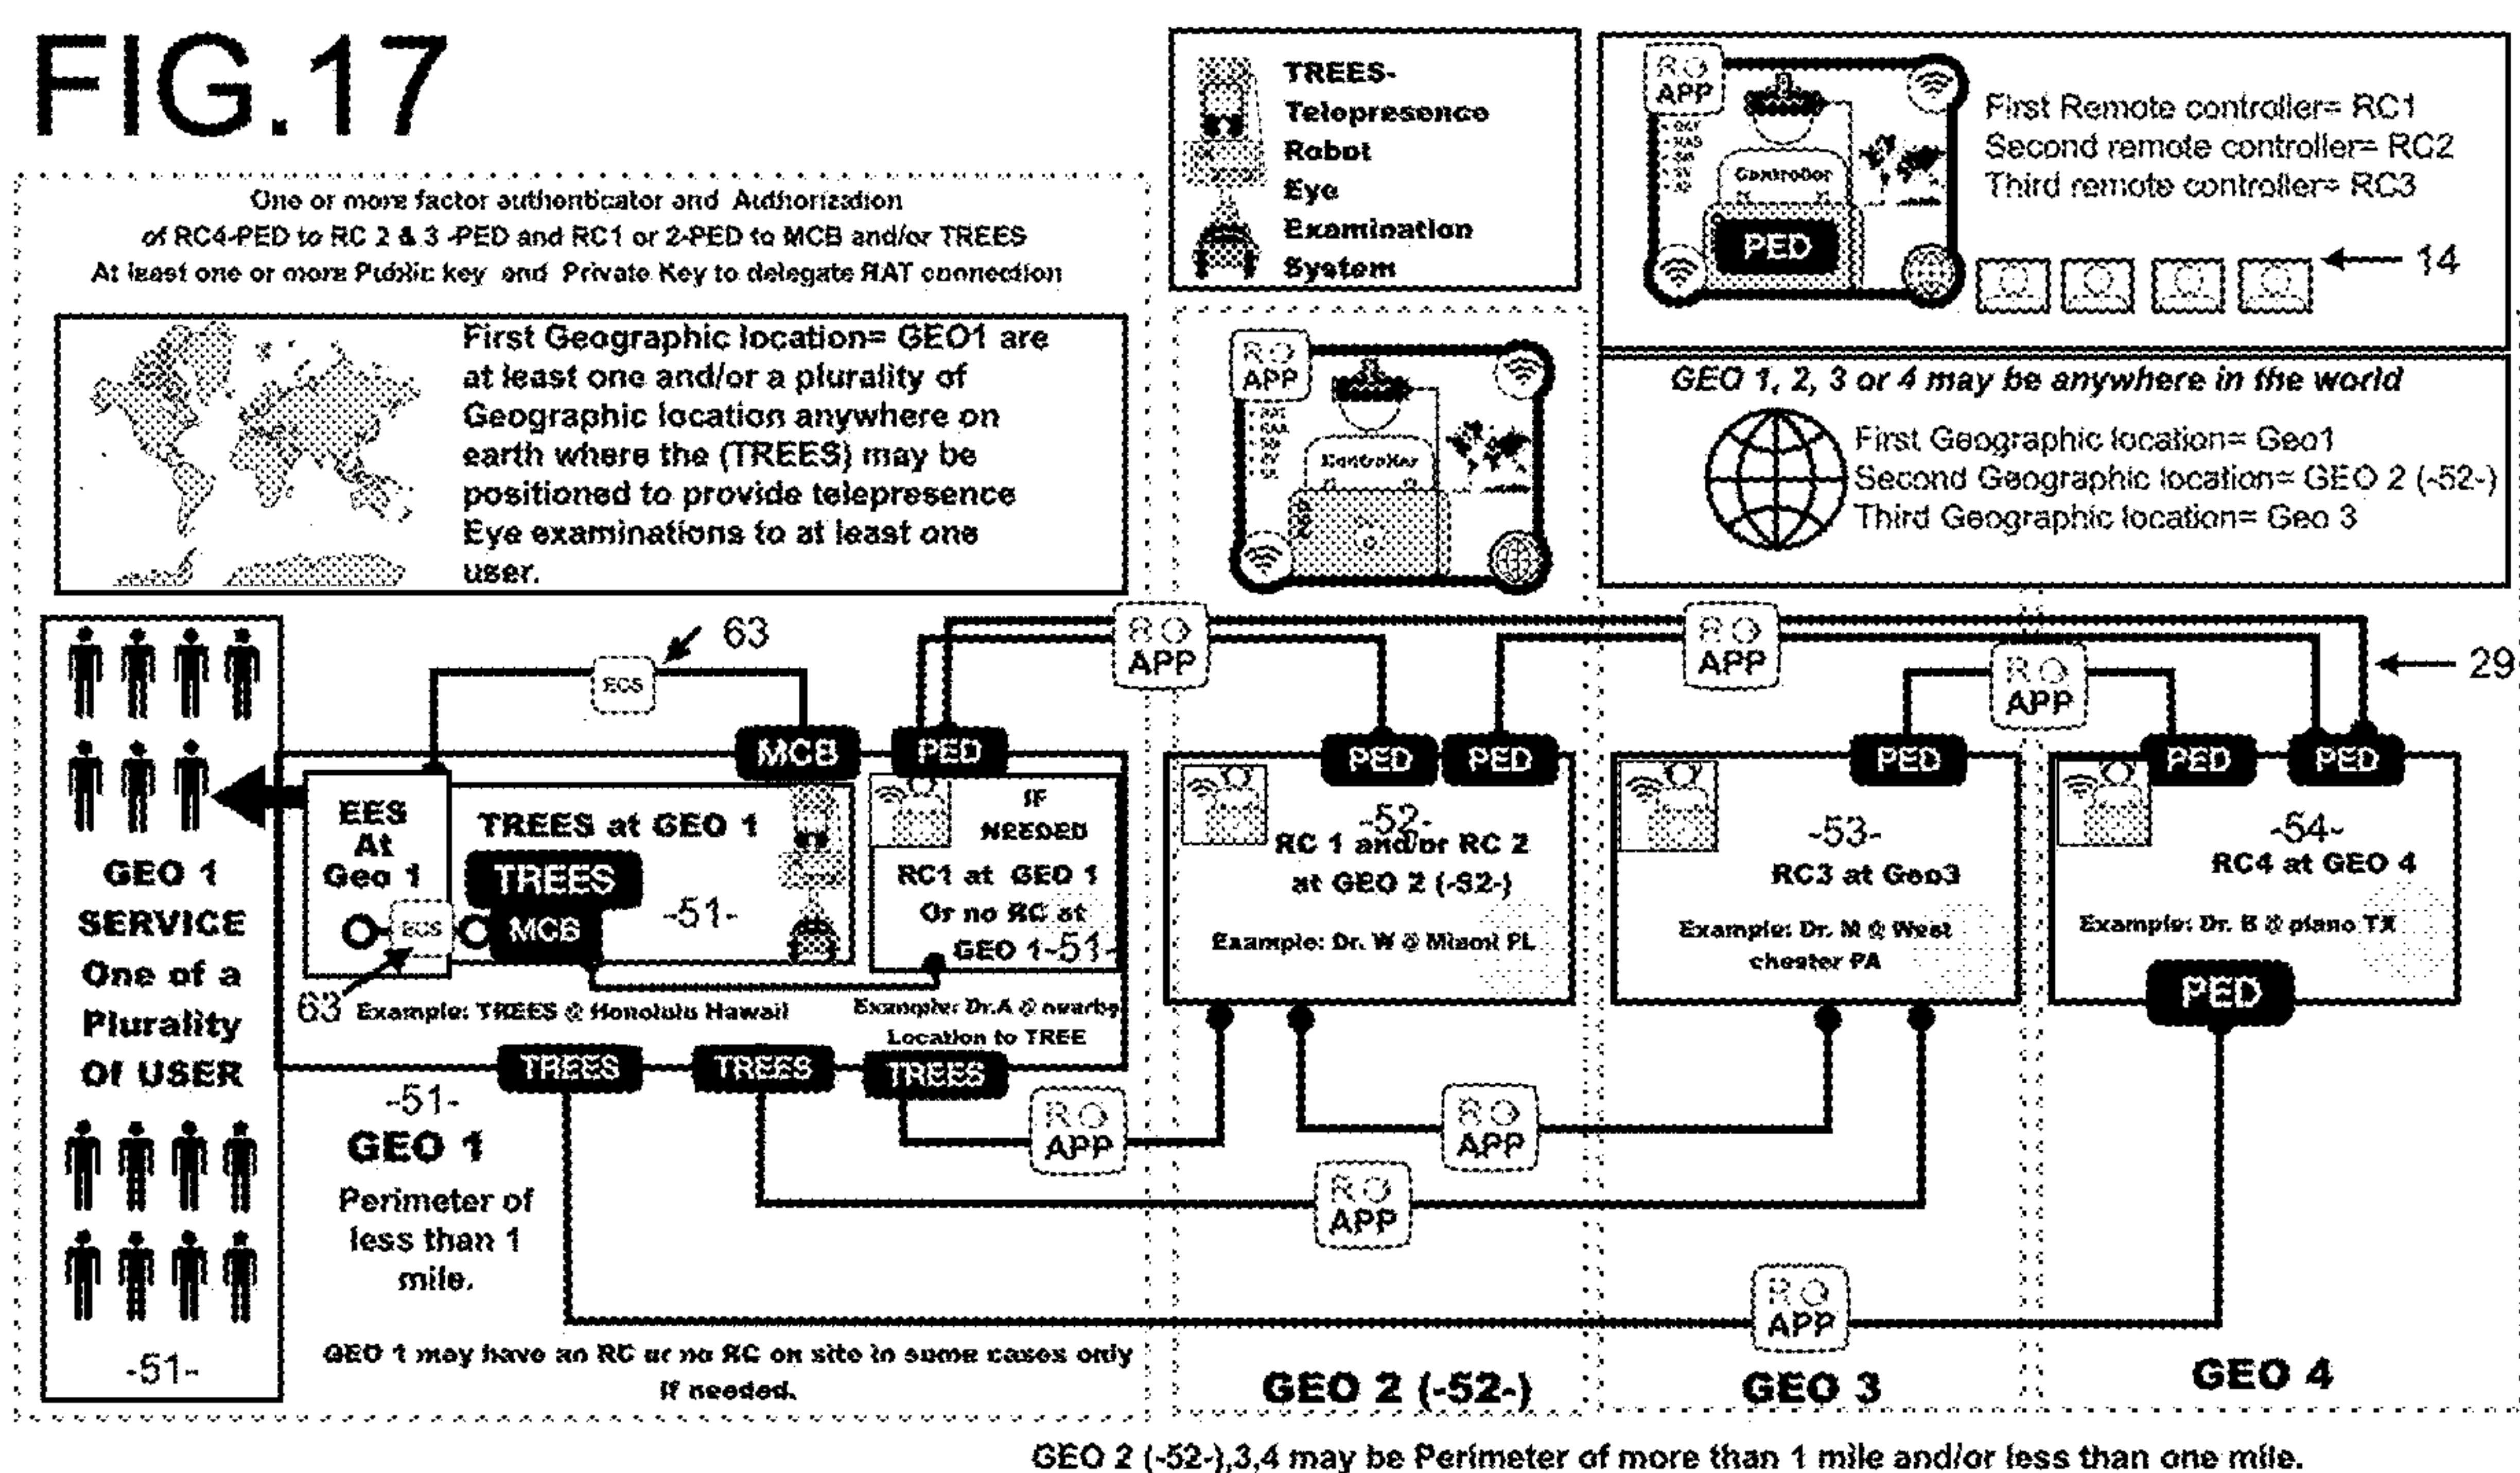 FIG.17
One or more factor authenticator and Authorization
of RC4-PED to RC 2 & 3 -PED and RC1 or 2-PED to MCB and/or TREES
At least one or more Public key and Private Key to delegate RAT connection
First Geographic location= GEO1 are
at least one and/or a plurality of
Geographic location anywhere on
earth where the (TREES) may be
positioned to provide telepresence
Eye examinations to at least one
user.
TREES-
Telepresence
Robot
Eye
Examination
System
R
APP
Controller
PED
First Remote controller= RC1
Second remote controller= RC2
Third remote controller= RC3
14
R
APP
Controller
GEO 1, 2, 3 or 4 may be anywhere in the world
First Geographic location= Geo1
Second Geographic location= GEO 2 (-52-)
Third Geographic location= Geo 3
63
ECS
R
APP
R
APP
R
APP
29
MCB
PED
PED
PED
PED
PED
PED
GEO 1
SERVICE
One of a
Plurality
Of USER
-51-
EES
At
Geo 1
ECS
63
TREES at GEO 1
TREES
MCB
-51-
IF
NEEDED
RC1 at GEO 1
Or no RC at
GEO 1-51-
Example: TREES @ Honolulu Hawaii
Example: Dr.A @ nearby
Location to TREE
-52-
RC 1 and/or RC 2
at GEO 2 (-52-)
Example: Dr. W @ Miami FL
-53-
RC3 at Geo3
Example: Dr. M @ West
chester PA
-54-
RC4 at GEO 4
Example: Dr. B @ plano TX
PED
TREES
TREES
TREES
-51-
GEO 1
Perimeter of
less than 1
mile.
R
APP
R
APP
R
APP
R
APP
GEO 1 may have an RC or no RC on site in some cases only
if needed.
GEO 2 (-52-)
GEO 3
GEO 4
GEO 2 (-52-),3,4 may be Perimeter of more than 1 mile and/or less than one mile.